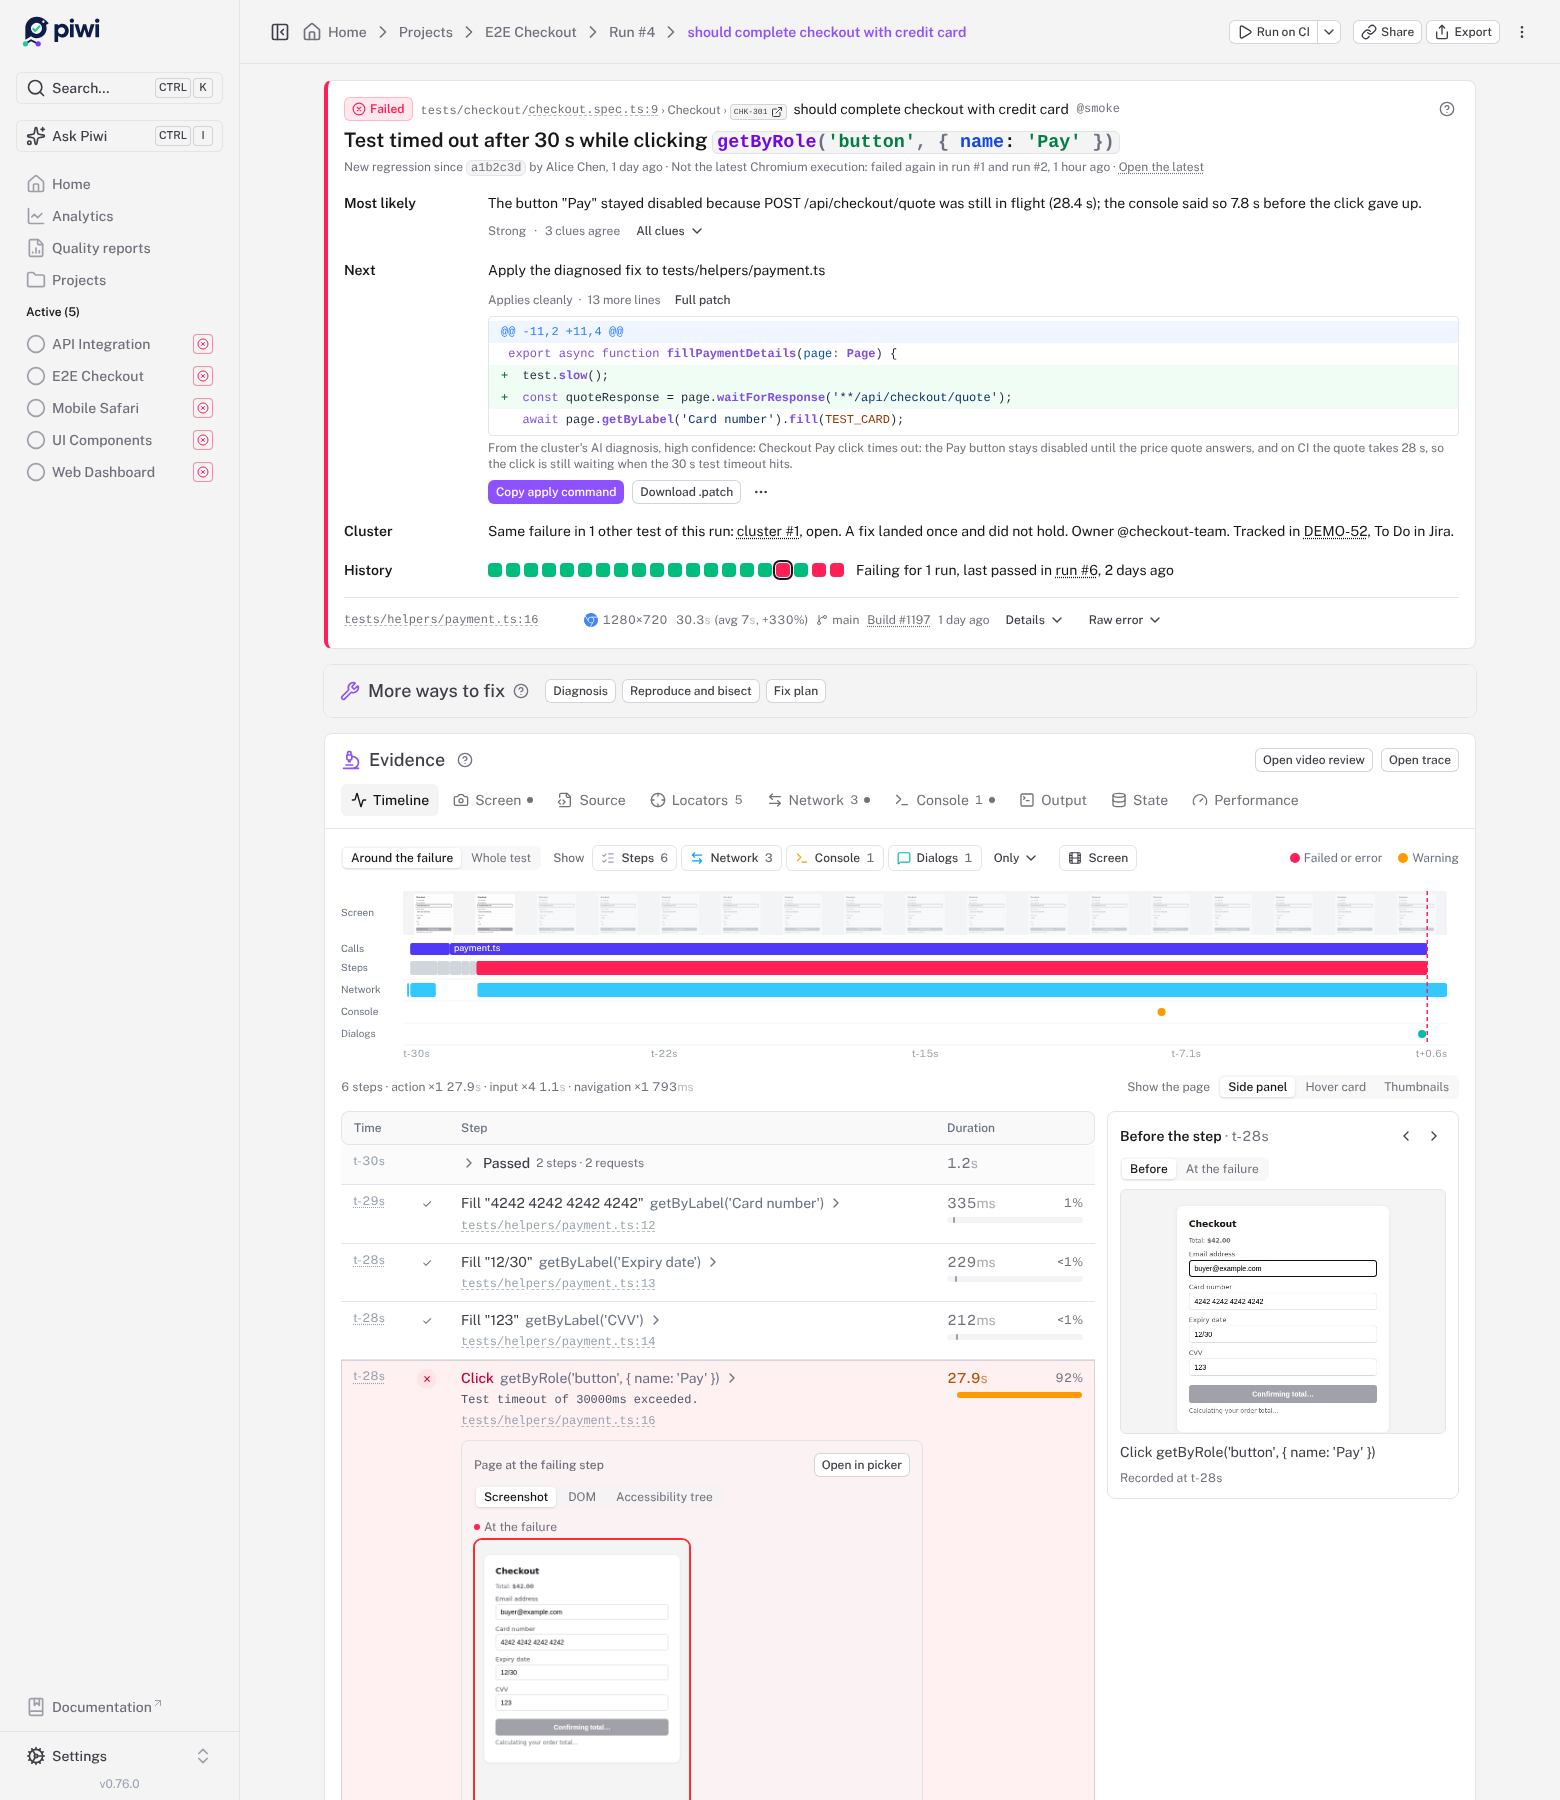 piwi
Search...
CTRL K
Ask Piwi
CTRL I
Home
Analytics
Quality reports
Projects
Active (5)
API Integration
E2E Checkout
Mobile Safari
UI Components
Web Dashboard
Documentation
Settings
v0.76.0
Home > Projects > E2E Checkout > Run #4 > should complete checkout with credit card
Run on CI
Share
Export
Failed tests/checkout/checkout.spec.ts:9 › Checkout › CHK-301 should complete checkout with credit card @smoke
Test timed out after 30 s while clicking getByRole('button', { name: 'Pay' })
New regression since a1b2c3d by Alice Chen, 1 day ago · Not the latest Chromium execution: failed again in run #1 and run #2, 1 hour ago · Open the latest
Most likely
The button "Pay" stayed disabled because POST /api/checkout/quote was still in flight (28.4 s); the console said so 7.8 s before the click gave up.
Strong · 3 clues agree All clues
Next
Apply the diagnosed fix to tests/helpers/payment.ts
Applies cleanly · 13 more lines Full patch
@@ -11,2 +11,4 @@
export async function fillPaymentDetails(page: Page) {
+ test.slow();
+ const quoteResponse = page.waitForResponse('**/api/checkout/quote');
await page.getByLabel('Card number').fill(TEST_CARD);
From the cluster's AI diagnosis, high confidence: Checkout Pay click times out: the Pay button stays disabled until the price quote answers, and on CI the quote takes 28 s, so
the click is still waiting when the 30 s test timeout hits.
Copy apply command
Download .patch
Cluster
Same failure in 1 other test of this run: cluster #1, open. A fix landed once and did not hold. Owner @checkout-team. Tracked in DEMO-52, To Do in Jira.
History
Failing for 1 run, last passed in run #6, 2 days ago
tests/helpers/payment.ts:16
1280×720 30.3s (avg 7s, +330%) main Build #1197 1 day ago Details Raw error
More ways to fix
Diagnosis
Reproduce and bisect
Fix plan
Evidence
Open video review
Open trace
Timeline
Screen
Source
Locators 5
Network 3
Console 1
Output
State
Performance
Around the failure
Whole test
Show
Steps 6
Network 3
Console 1
Dialogs 1
Only
Screen
Failed or error
Warning
Screen
Calls
payment.ts
Steps
Network
Console
Dialogs
t-30s t-22s t-15s t-7.1s t+0.6s
6 steps · action ×1 27.9s · input ×4 1.1s · navigation ×1 793ms
Show the page
Side panel
Hover card
Thumbnails
Time Step Duration
t-30s Passed 2 steps · 2 requests 1.2s
t-29s Fill "4242 4242 4242 4242" getByLabel('Card number') 335ms 1%
tests/helpers/payment.ts:12
t-28s Fill "12/30" getByLabel('Expiry date') 229ms <1%
tests/helpers/payment.ts:13
t-28s Fill "123" getByLabel('CVV') 212ms <1%
tests/helpers/payment.ts:14
t-28s Click getByRole('button', { name: 'Pay' }) 27.9s 92%
Test timeout of 30000ms exceeded.
tests/helpers/payment.ts:16
Page at the failing step
Open in picker
Screenshot
DOM
Accessibility tree
At the failure
Checkout
Total: $42.00
Email address
buyer@example.com
Card number
4242 4242 4242 4242
Expiry date
12/30
CVV
123
Confirming total...
Calculating your order total...
Before the step · t-28s
Before
At the failure
Checkout
Total: $42.00
Email address
buyer@example.com
Card number
4242 4242 4242 4242
Expiry date
12/30
CVV
123
Confirming total...
Calculating your order total...
Click getByRole('button', { name: 'Pay' })
Recorded at t-28s